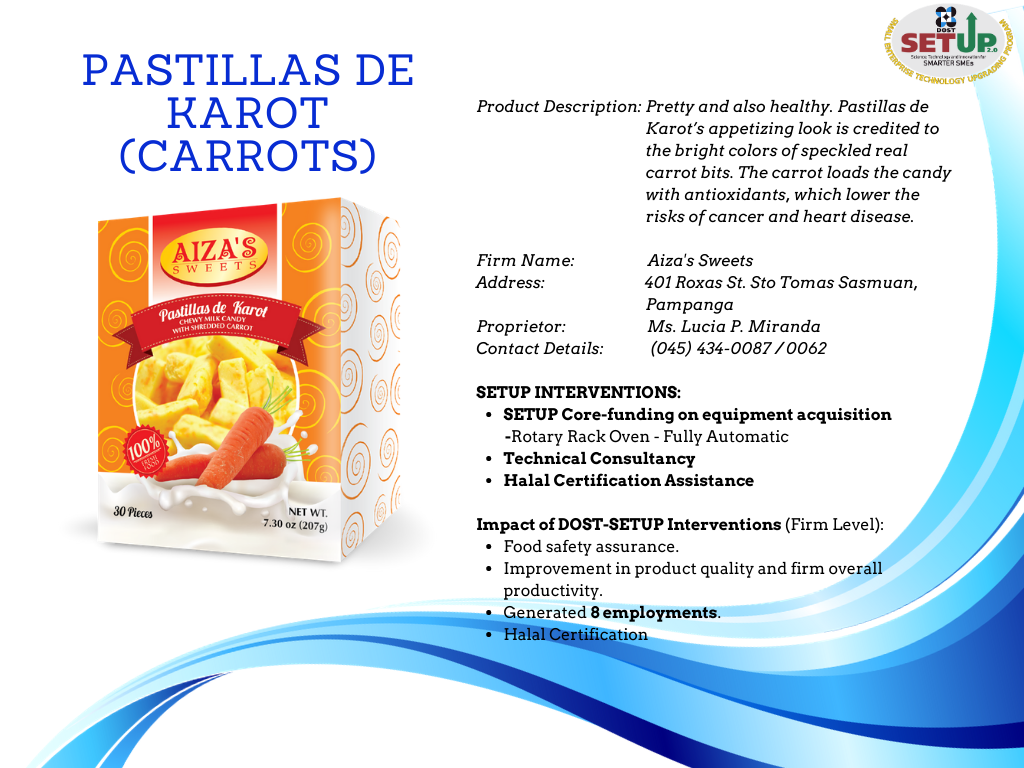 PASTILLAS DE
KAROT
(CARROTS)
AIZA'S
SWEETS
Pastillas de Karot
CHEWY MILK CANDY
WITH SHREDDED CARROT
100%
FRESH
FOOD
30 Pieces
NET WT.
7.30 oz (207g)
DOST
SETUP 2.0
Science Technology and Innovation for
SMARTER SMEs
SMALL ENTERPRISE TECHNOLOGY UPGRADING PROGRAM
Product Description: Pretty and also healthy. Pastillas de
Karot's appetizing look is credited to
the bright colors of speckled real
carrot bits. The carrot loads the candy
with antioxidants, which lower the
risks of cancer and heart disease.
Firm Name: Aiza's Sweets
Address: 401 Roxas St. Sto Tomas Sasmuan,
Pampanga
Proprietor: Ms. Lucia P. Miranda
Contact Details: (045) 434-0087 / 0062
SETUP INTERVENTIONS:
• SETUP Core-funding on equipment acquisition
-Rotary Rack Oven - Fully Automatic
• Technical Consultancy
• Halal Certification Assistance
Impact of DOST-SETUP Interventions (Firm Level):
• Food safety assurance.
• Improvement in product quality and firm overall
productivity.
• Generated 8 employments.
• Halal Certification